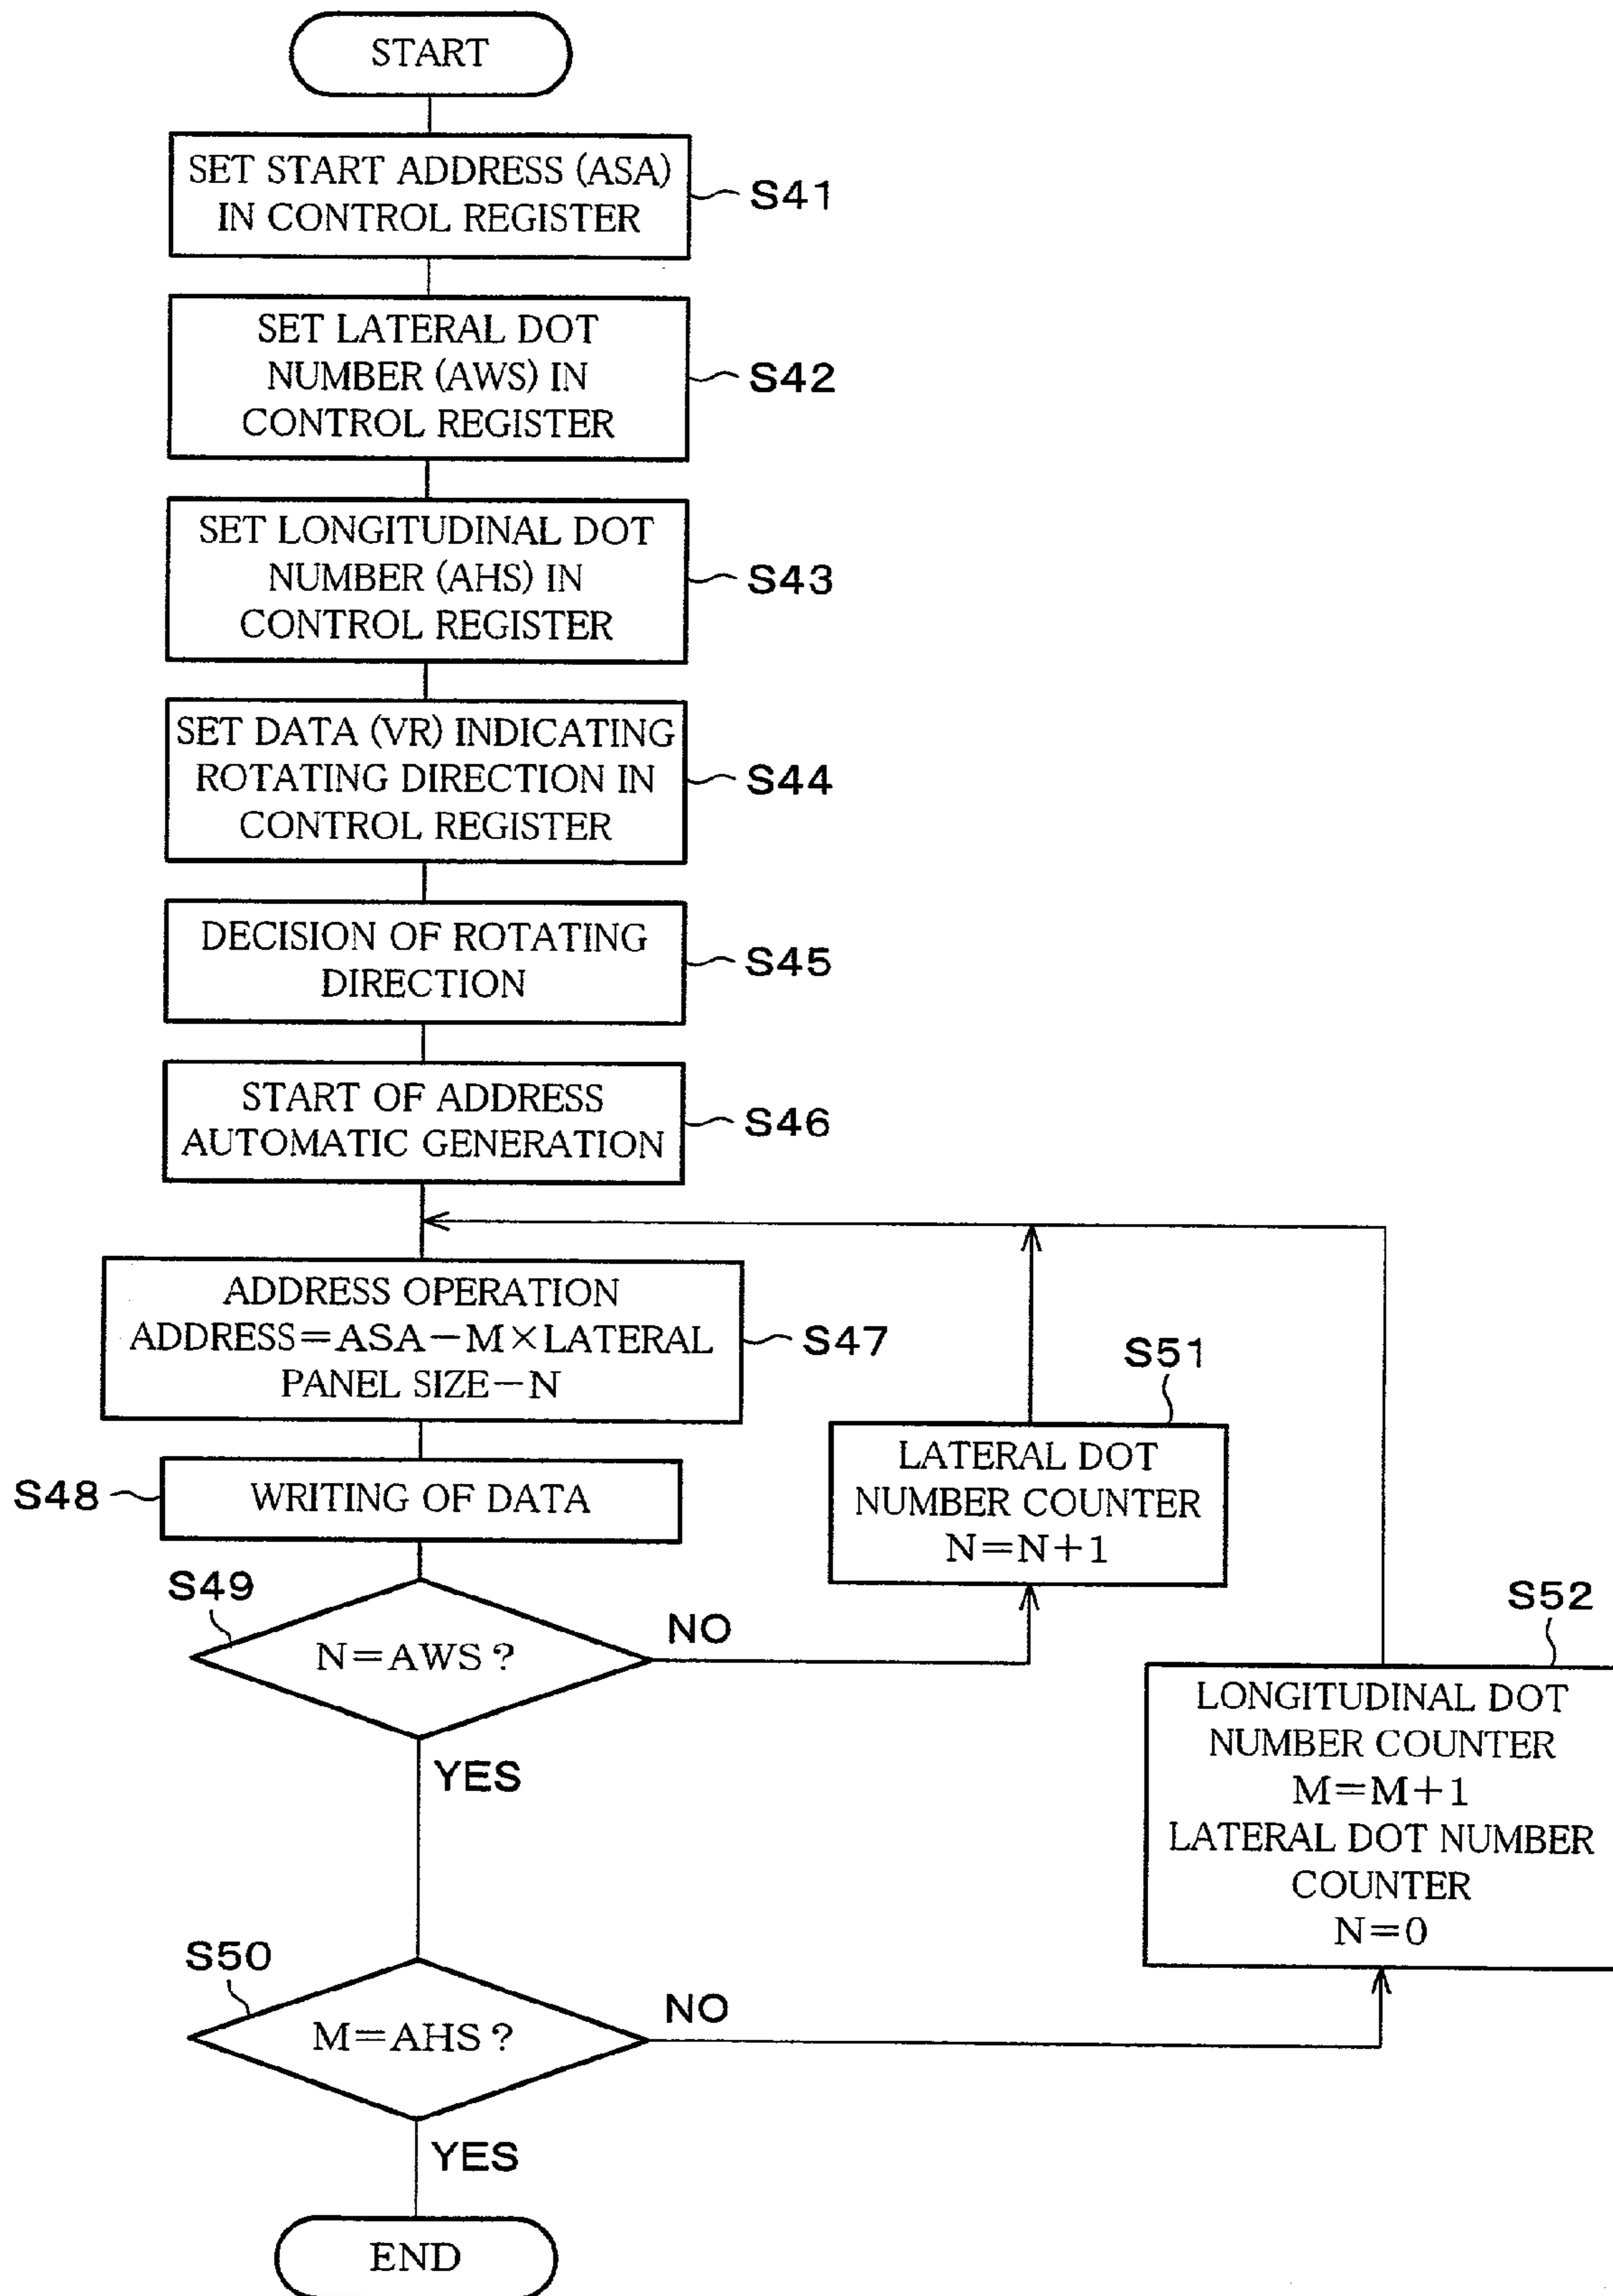 START
SET START ADDRESS (ASA)
IN CONTROL REGISTER
S41
SET LATERAL DOT
NUMBER (AWS) IN
CONTROL REGISTER
S42
SET LONGITUDINAL DOT
NUMBER (AHS) IN
CONTROL REGISTER
S43
SET DATA (VR) INDICATING
ROTATING DIRECTION IN
CONTROL REGISTER
S44
DECISION OF ROTATING
DIRECTION
S45
START OF ADDRESS
AUTOMATIC GENERATION
S46
ADDRESS OPERATION
ADDRESS=ASA-M×LATERAL
PANEL SIZE-N
S47
S48
WRITING OF DATA
S49
N=AWS?
NO
YES
S51
LATERAL DOT
NUMBER COUNTER
N=N+1
S50
M=AHS?
NO
YES
S52
LONGITUDINAL DOT
NUMBER COUNTER
M=M+1
LATERAL DOT NUMBER
COUNTER
N=0
END